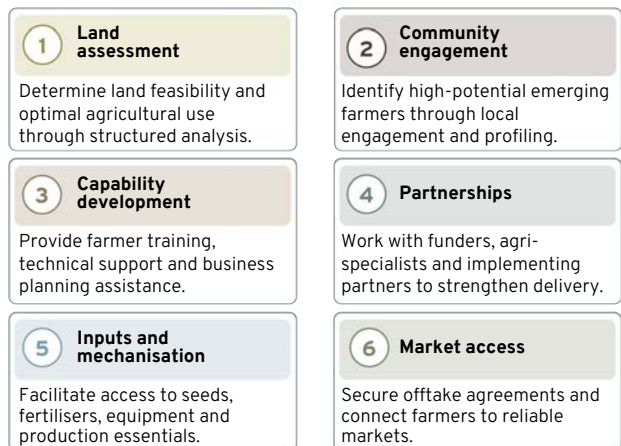 1
Land
assessment
Determine land feasibility and
optimal agricultural use
through structured analysis.
2
Community
engagement
Identify high-potential emerging
farmers through local
engagement and profiling.
3
Capability
development
Provide farmer training,
technical support and business
planning assistance.
4
Partnerships
Work with funders, agri-
specialists and implementing
partners to strengthen delivery.
5
Inputs and
mechanisation
Facilitate access to seeds,
fertilisers, equipment and
production essentials.
6
Market access
Secure offtake agreements and
connect farmers to reliable
markets.